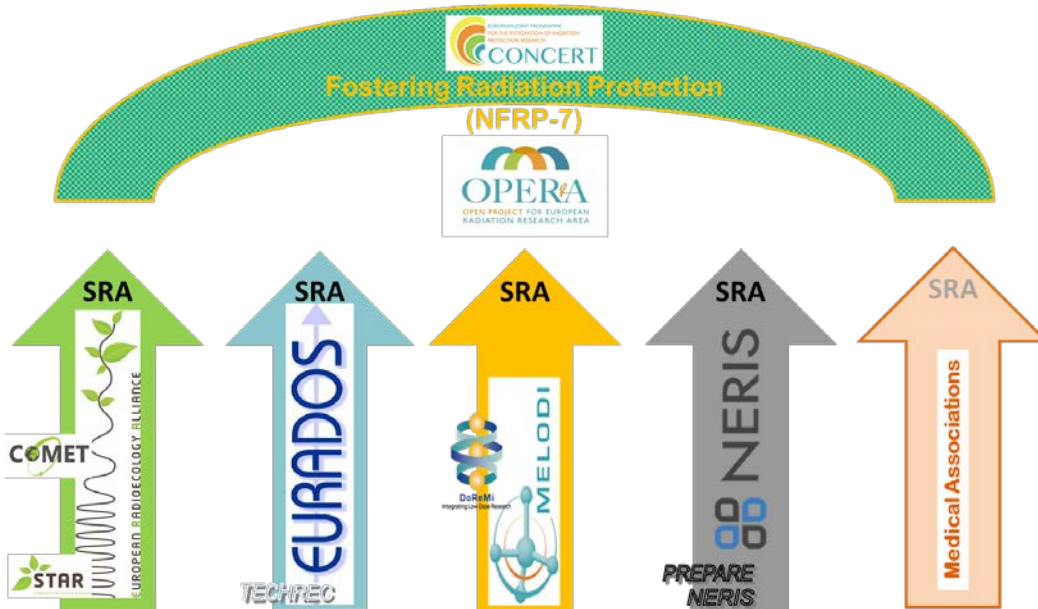 EUROPEAN JOINT PROGRAMME
FOR THE INTEGRATION OF RADIATION
PROTECTION RESEARCH
CONCERT
Fostering Radiation Protection
(NFRP-7)
OPERRA
OPEN PROJECT FOR EUROPEAN
RADIATION RESEARCH AREA
SRA
COMET
STAR
EUROPEAN RADIOECOLOGY ALLIANCE
SRA
EURADOS
TECHREC
SRA
DoReMi
Integrating Low Dose Research
MELODI
SRA
NERIS
PREPARE
NERIS
SRA
Medical Associations